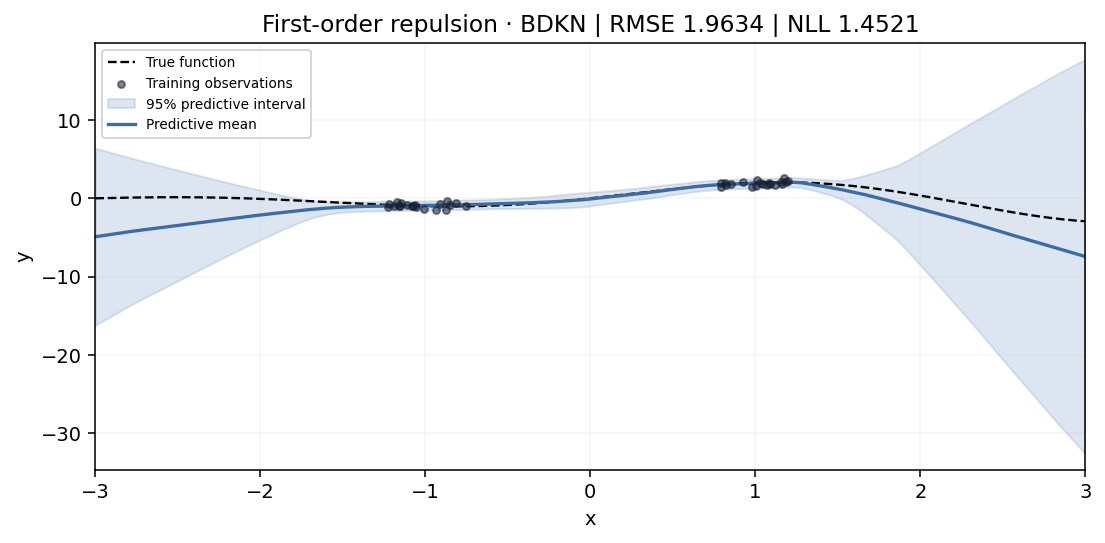 First-order repulsion · BDKN | RMSE 1.9634 | NLL 1.4521
True function
Training observations
95% predictive interval
Predictive mean
y
10
0
−10
−20
−30
−3
−2
−1
0
1
2
3
x